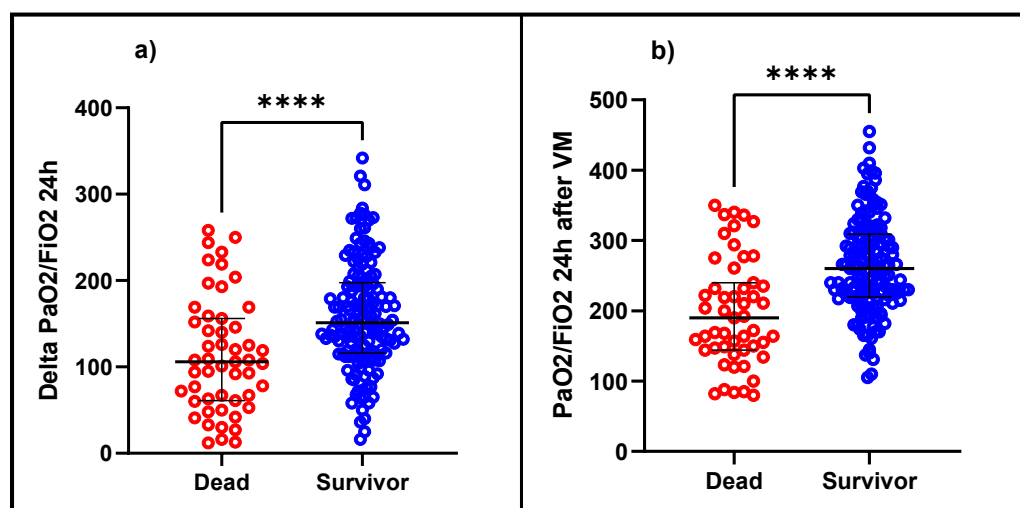 a)
****
Delta PaO2/FiO2 24h
400
300
200
100
0
Dead
Survivor
b)
****
PaO2/FiO2 24h after VM
500
400
300
200
100
0
Dead
Survivor